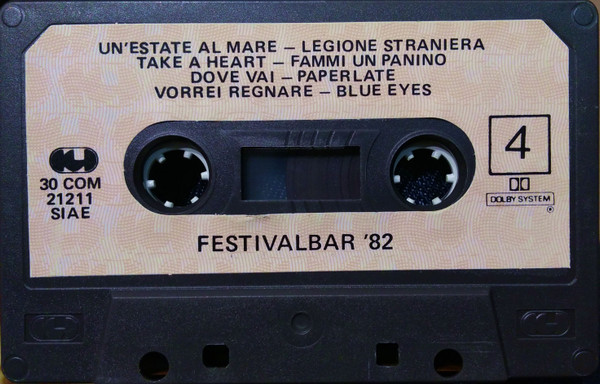 UN'ESTATE AL MARE – LEGIONE STRANIERA
TAKE A HEART – FAMMI UN PANINO
DOVE VAI – PAPERLATE
VORREI REGNARE – BLUE EYES
30 COM
21211
SIAE
4
DOLBY SYSTEM
®
FESTIVALBAR '82